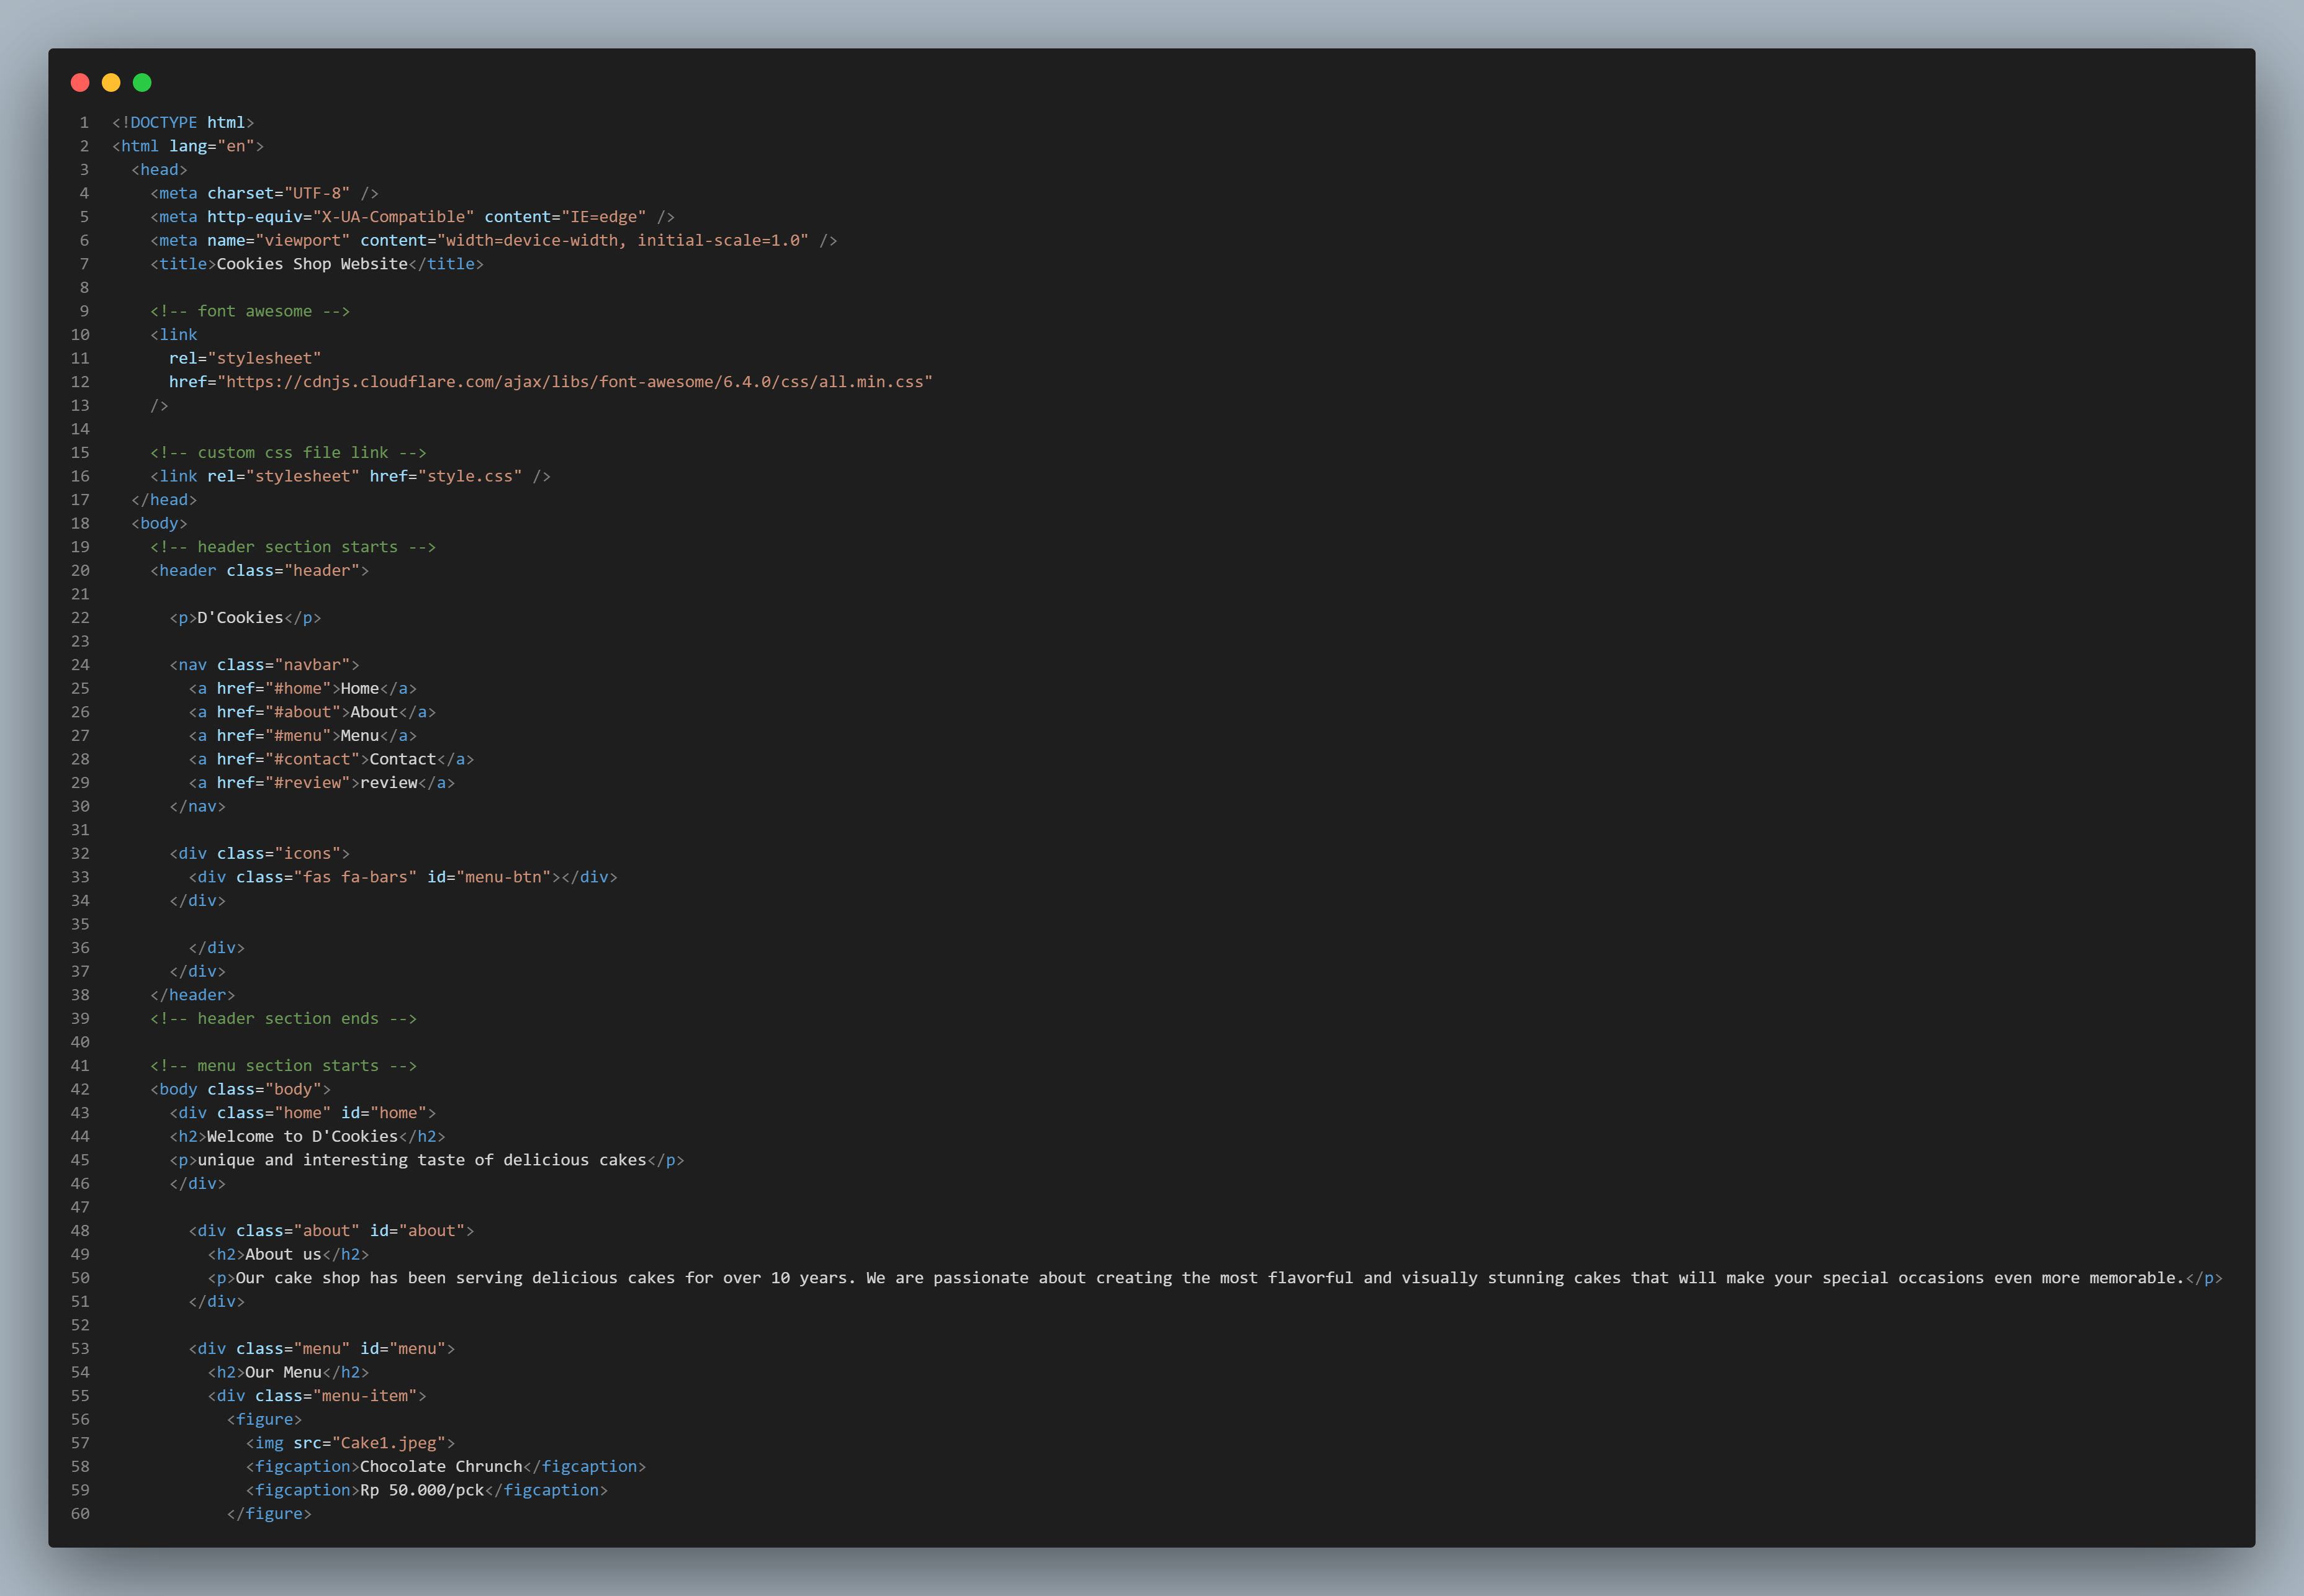 1 <!DOCTYPE html>
2 <html lang="en">
3   <head>
4     <meta charset="UTF-8" />
5     <meta http-equiv="X-UA-Compatible" content="IE=edge" />
6     <meta name="viewport" content="width=device-width, initial-scale=1.0" />
7     <title>Cookies Shop Website</title>
8
9     <!-- font awesome -->
10     <link
11       rel="stylesheet"
12       href="https://cdnjs.cloudflare.com/ajax/libs/font-awesome/6.4.0/css/all.min.css"
13     />
14
15     <!-- custom css file link -->
16     <link rel="stylesheet" href="style.css" />
17   </head>
18   <body>
19     <!-- header section starts -->
20     <header class="header">
21
22       <p>D'Cookies</p>
23
24       <nav class="navbar">
25         <a href="#home">Home</a>
26         <a href="#about">About</a>
27         <a href="#menu">Menu</a>
28         <a href="#contact">Contact</a>
29         <a href="#review">review</a>
30       </nav>
31
32       <div class="icons">
33         <div class="fas fa-bars" id="menu-btn"></div>
34       </div>
35
36         </div>
37       </div>
38     </header>
39     <!-- header section ends -->
40
41     <!-- menu section starts -->
42     <body class="body">
43       <div class="home" id="home">
44       <h2>Welcome to D'Cookies</h2>
45       <p>unique and interesting taste of delicious cakes</p>
46       </div>
47
48         <div class="about" id="about">
49           <h2>About us</h2>
50           <p>Our cake shop has been serving delicious cakes for over 10 years. We are passionate about creating the most flavorful and visually stunning cakes that will make your special occasions even more memorable.</p>
51         </div>
52
53         <div class="menu" id="menu">
54           <h2>Our Menu</h2>
55           <div class="menu-item">
56             <figure>
57               <img src="Cake1.jpeg">
58               <figcaption>Chocolate Chrunch</figcaption>
59               <figcaption>Rp 50.000/pck</figcaption>
60             </figure>